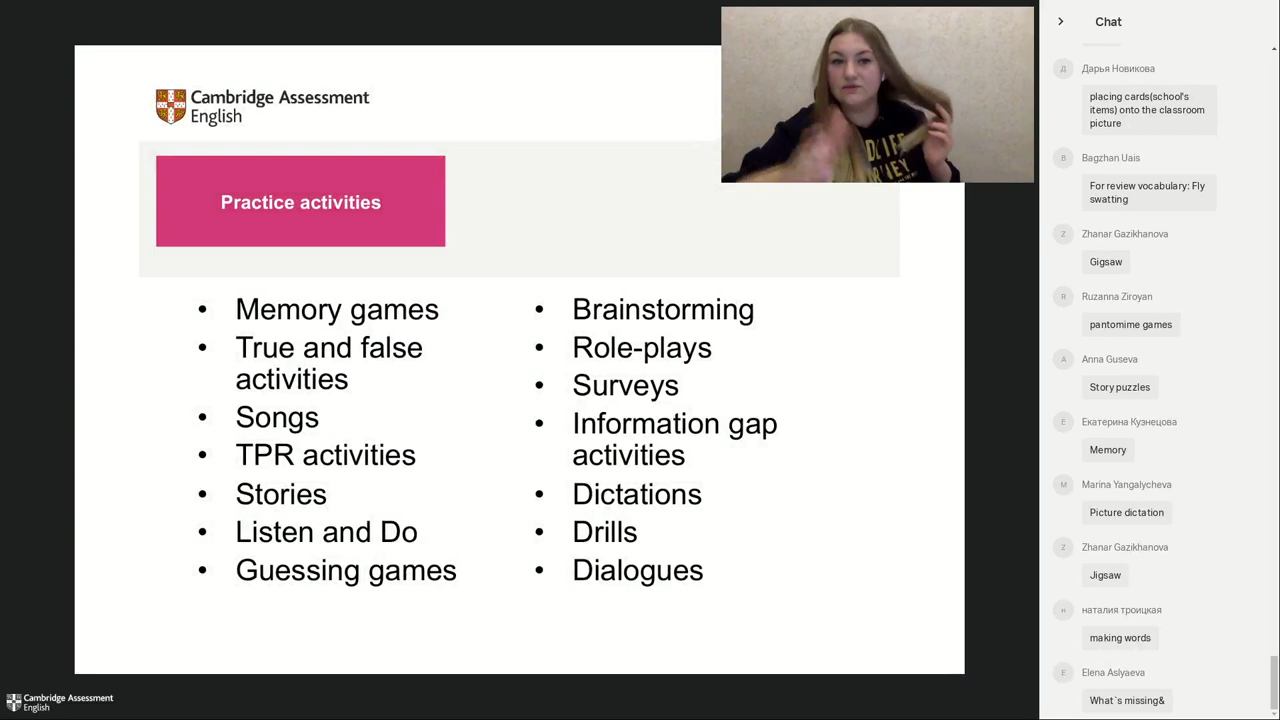 Cambridge Assessment
English
Practice activities
• Memory games
• True and false
activities
• Songs
• TPR activities
• Stories
• Listen and Do
• Guessing games
• Brainstorming
• Role-plays
• Surveys
• Information gap
activities
• Dictations
• Drills
• Dialogues
Cambridge Assessment
English
Chat
Д
Дарья Новикова
placing cards(school's
items) onto the classroom
picture
B
Bagzhan Uais
For review vocabulary: Fly
swatting
Z
Zhanar Gazikhanova
Gigsaw
R
Ruzanna Ziroyan
pantomime games
A
Anna Guseva
Story puzzles
Е
Екатерина Кузнецова
Memory
M
Marina Yangalycheva
Picture dictation
Z
Zhanar Gazikhanova
Jigsaw
н
наталия троицкая
making words
E
Elena Aslyaeva
What`s missing&